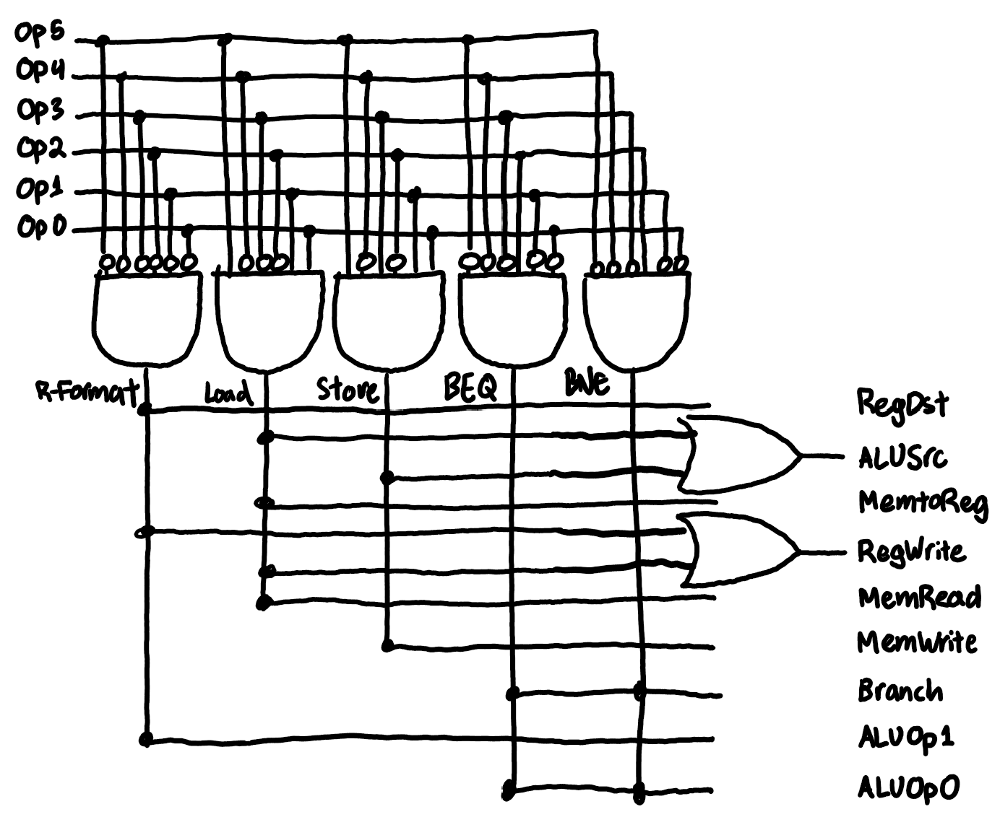 Op5
Op4
Op3
Op2
Op1
Op0
R-Format
Load
Store
BEQ
BNE
RegDst
ALUSrc
MemtoReg
RegWrite
MemRead
MemWrite
Branch
ALUOp1
ALUOp0